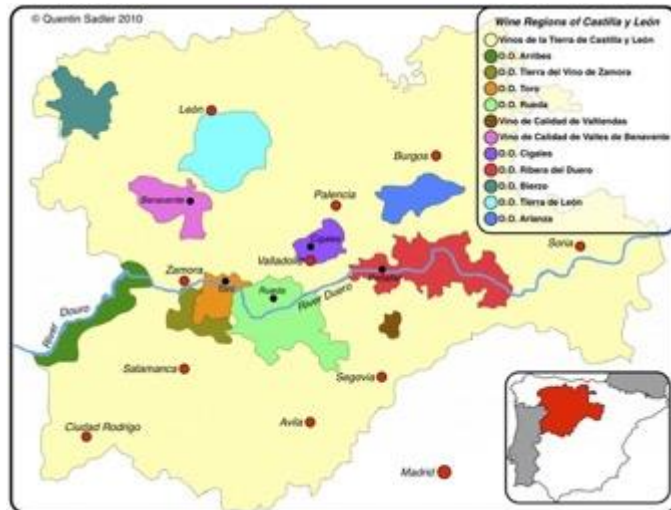 © Quentin Sadler 2010
Wine Regions of Castilla y León
Vinos de la Tierra de Castilla y León
D.O. Arribes
D.O. Tierra del Vino de Zamora
D.O. Toro
D.O. Rueda
Vino de Calidad de Valtiendas
Vino de Calidad de Valles de Benavente
D.O. Cigales
D.O. Ribera del Duero
D.O. Bierzo
D.O. Tierra de León
D.O. Arlanza
León
Burgos
Palencia
Benavente
Cigales
Soria
Valladolid
Zamora
Toro
Rueda
River Duero
River Douro
Salamanca
Segovia
Avila
Ciudad Rodrigo
Madrid